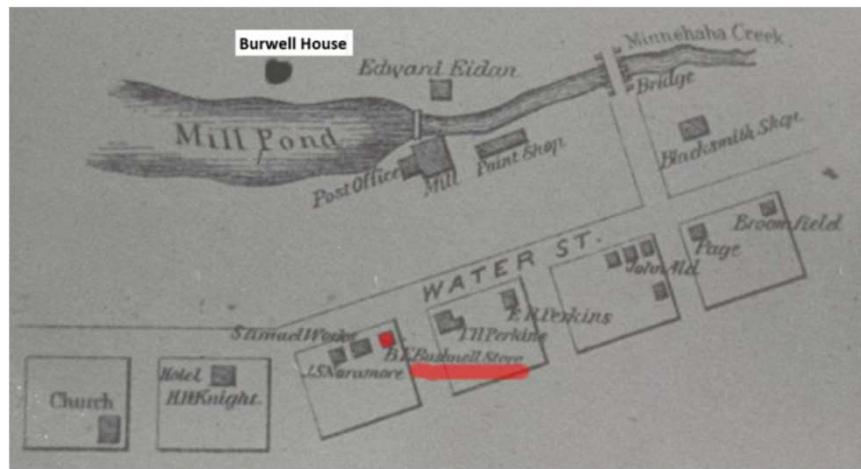 Burwell House
Minnehaha Creek
Edward Eidan
Bridge
Mill Pond
Blacksmith Shop
Paint Shop
Post Office
Mill
Broomfield
Page
WATER ST.
John Ald.
Perkins
Perkins
Samuel
B.F. Bushnell Store
J.S. Naramore
Hotel
H.H. Knight
Church